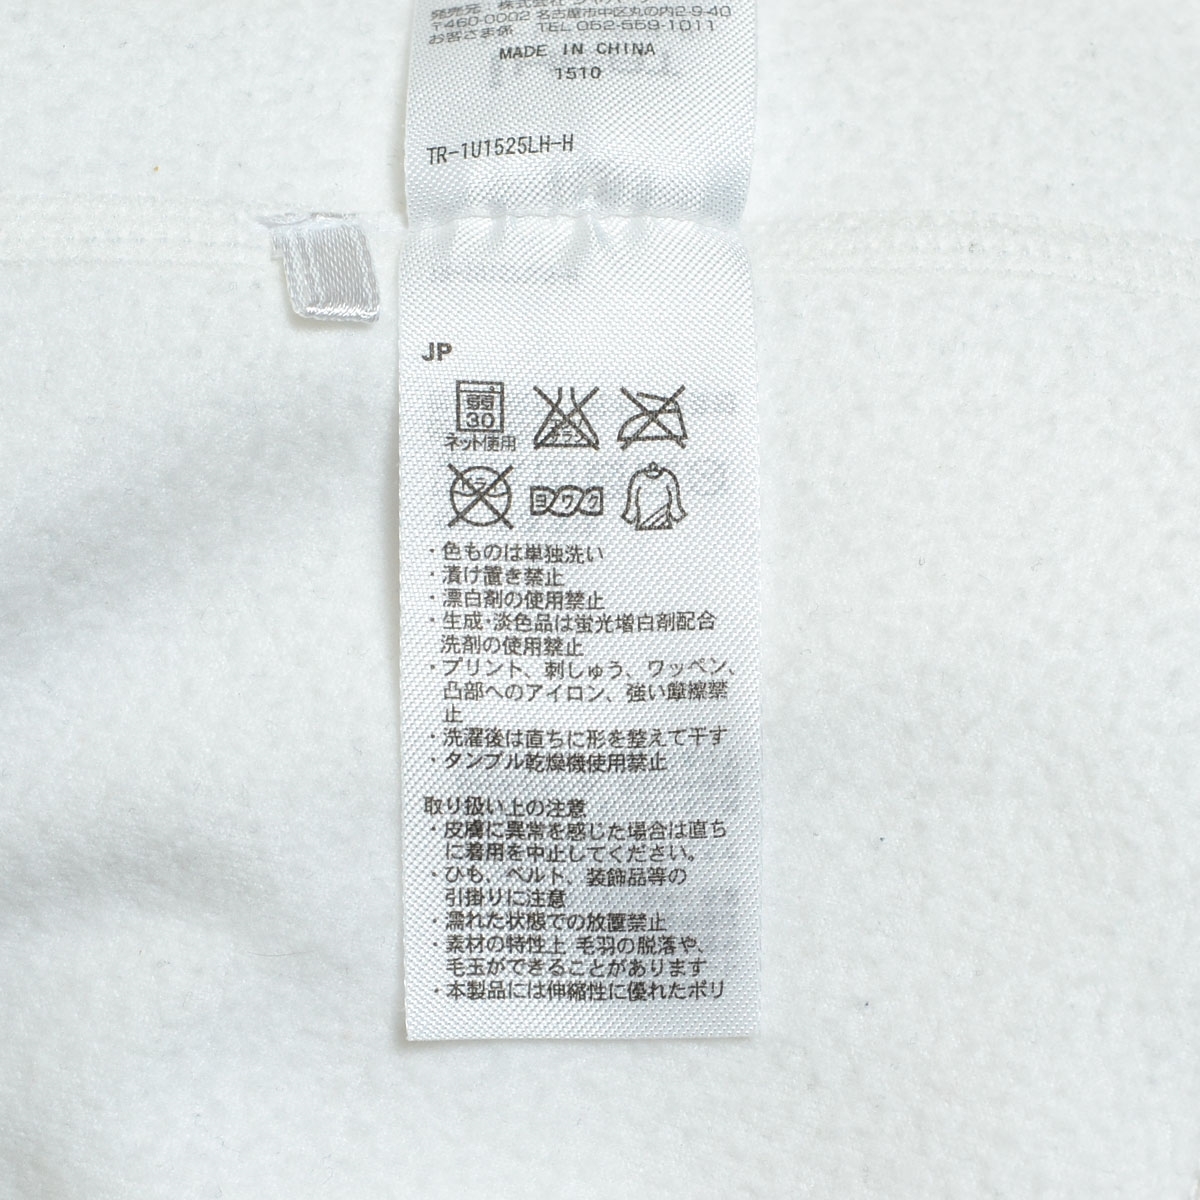 発売元 株式会社
〒460-0002 名古屋市中区丸の内2-9-40
お客さま係 TEL 052-559-1011
MADE IN CHINA
1510
TR-1U1525LH-H
JP
弱
30
ネット使用
ドライ
ヨワク
・色ものは単独洗い
・漬け置き禁止
・漂白剤の使用禁止
・生成・淡色品は蛍光増白剤配合
洗剤の使用禁止
・プリント、刺しゅう、ワッペン、
凸部へのアイロン、強い摩擦禁
止
・洗濯後は直ちに形を整えて干す
・タンブル乾燥機使用禁止
取り扱い上の注意
・皮膚に異常を感じた場合は直ち
に着用を中止してください。
・ひも、ベルト、装飾品等の
引掛りに注意
・濡れた状態での放置禁止
・素材の特性上 毛羽の脱落や、
毛玉ができることがあります
・本製品には伸縮性に優れたポリ